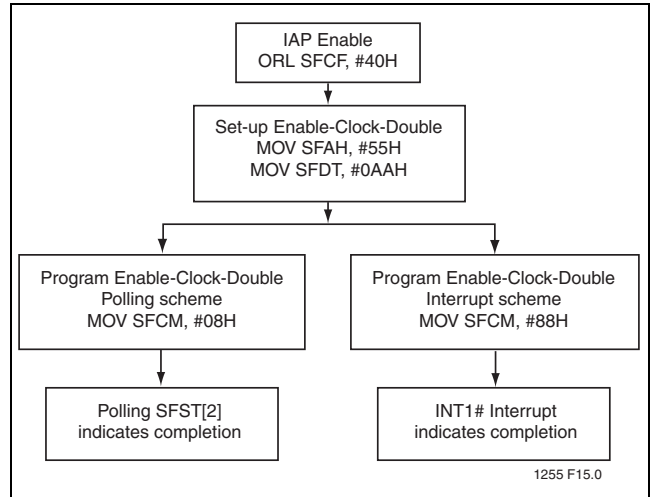 IAP Enable
ORL SFCF, #40H
Set-up Enable-Clock-Double
MOV SFAH, #55H
MOV SFDT, #0AAH
Program Enable-Clock-Double
Polling scheme
MOV SFCM, #08H
Program Enable-Clock-Double
Interrupt scheme
MOV SFCM, #88H
Polling SFST[2]
indicates completion
INT1# Interrupt
indicates completion
1255 F15.0